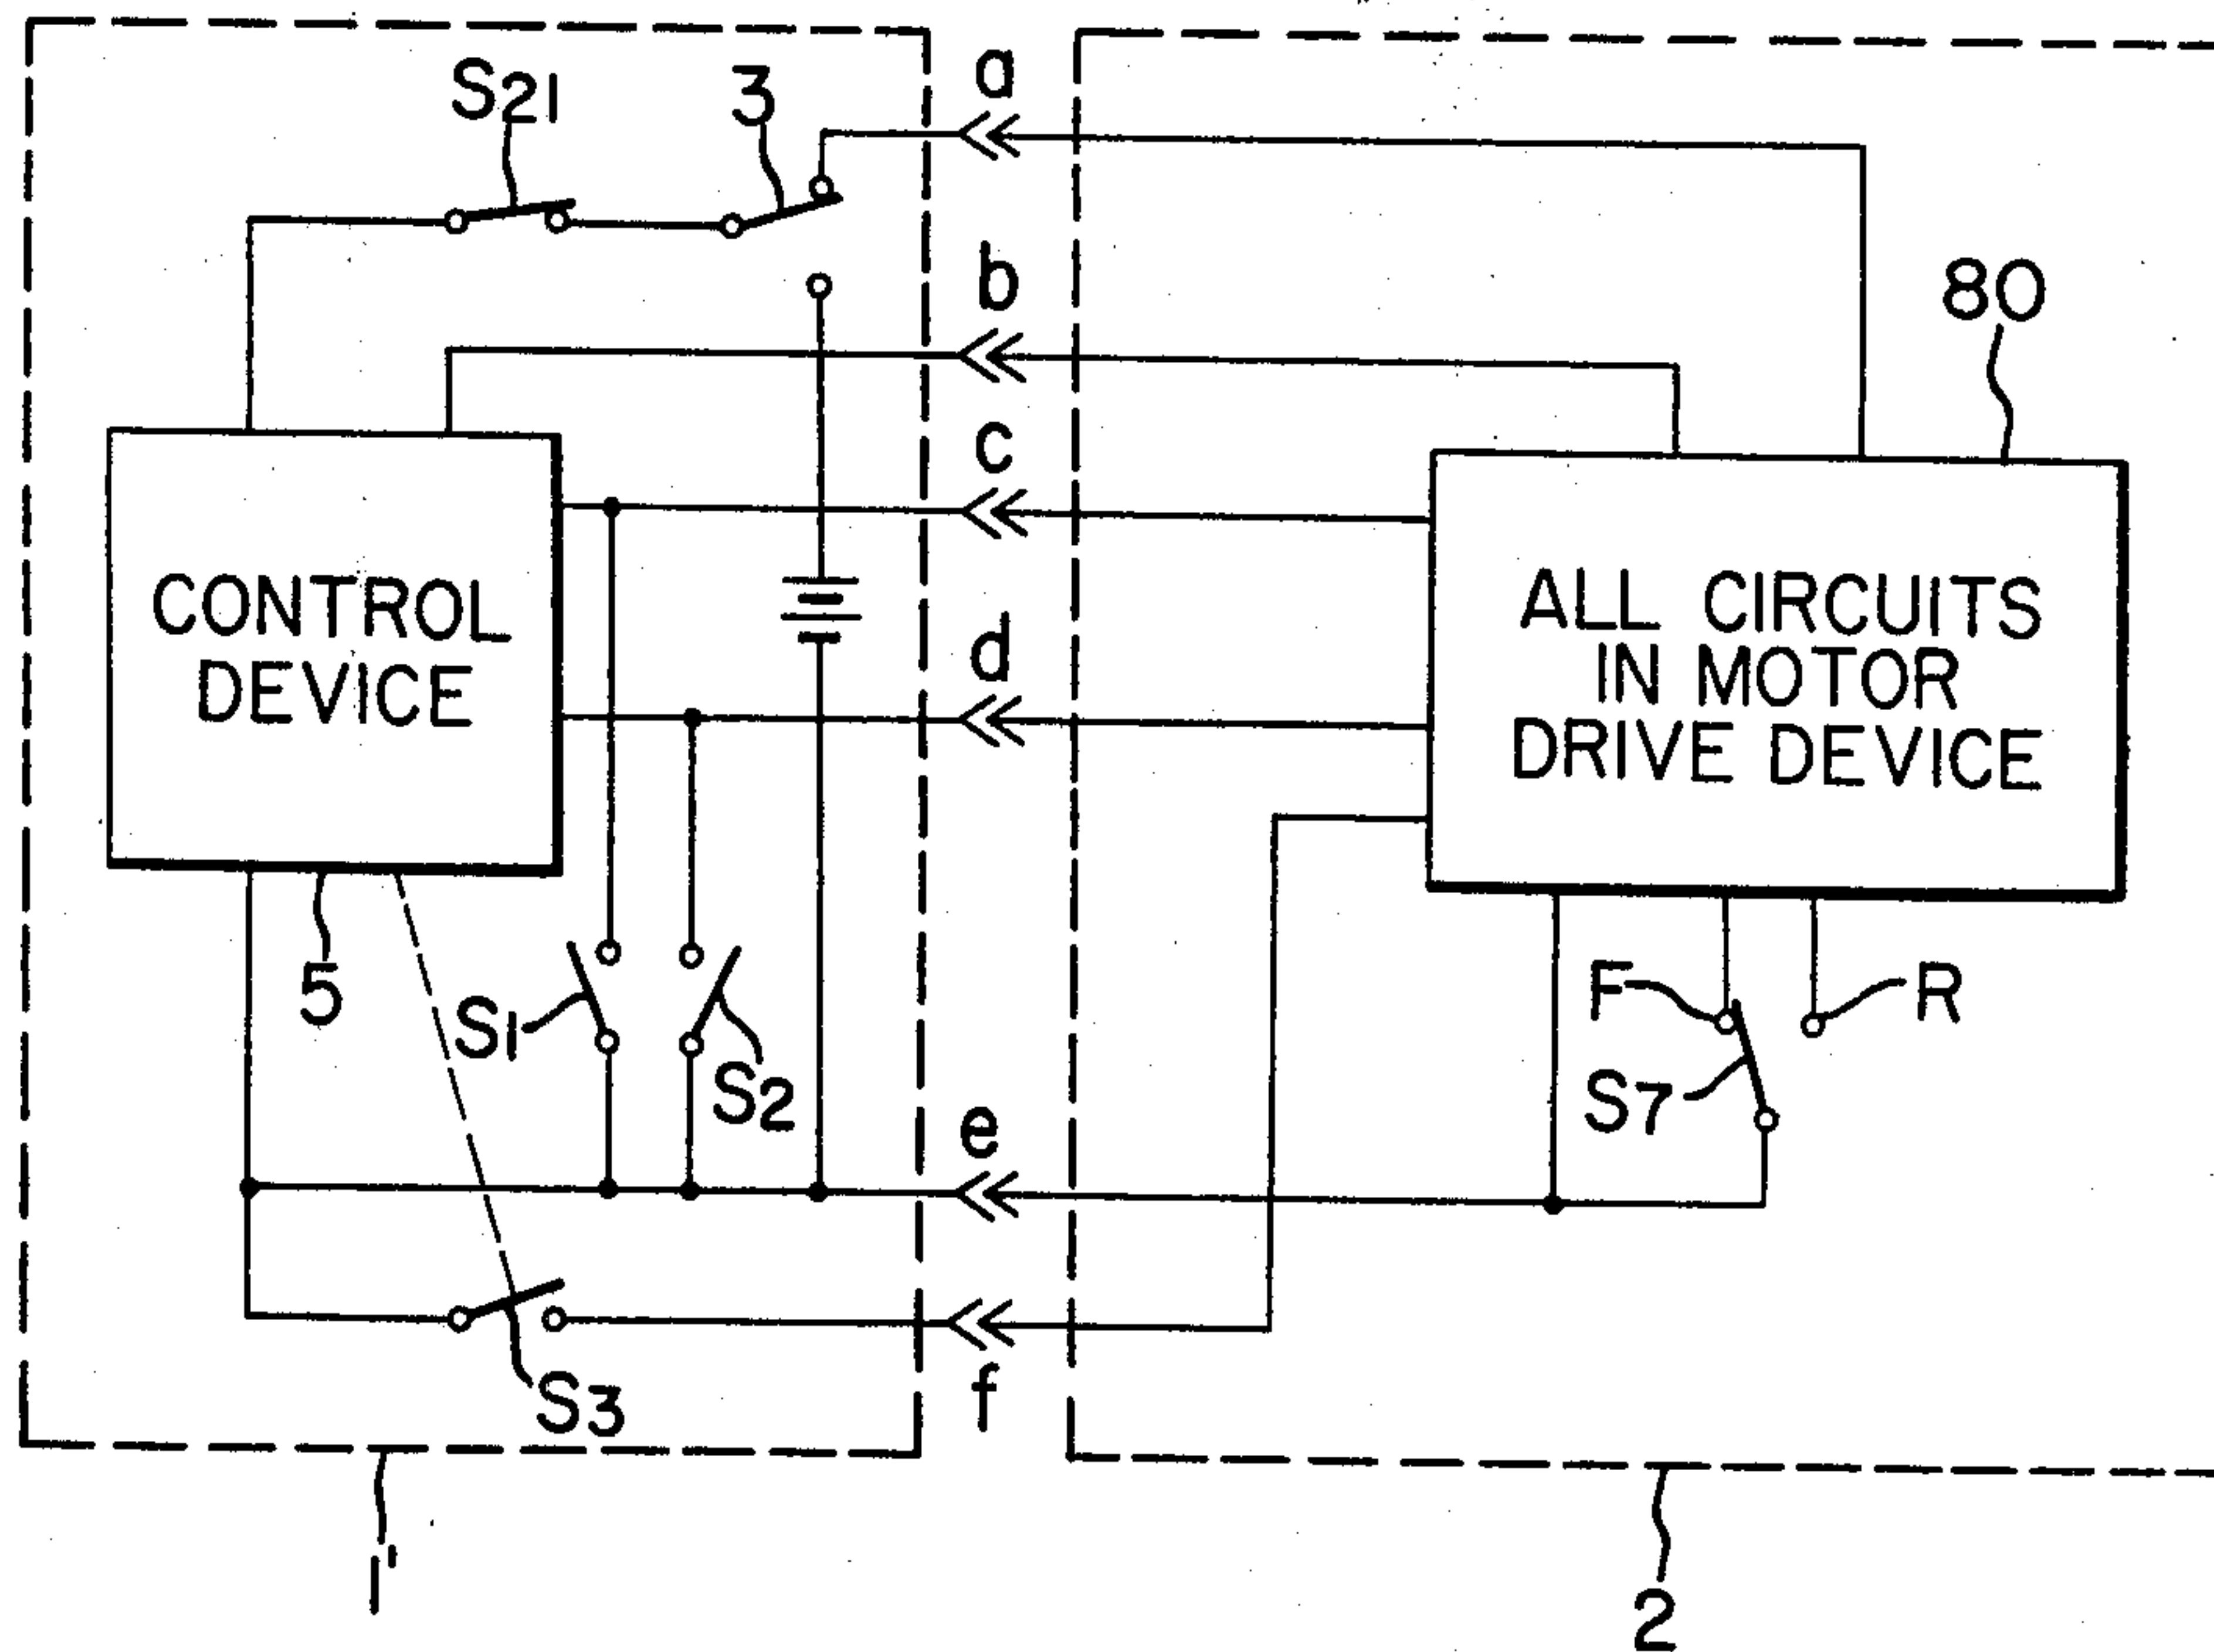 S21
3
a
b
80
c
CONTROL
DEVICE
ALL CIRCUITS
IN MOTOR
DRIVE DEVICE
d
5
S1
S2
F
R
S7
e
S3
f
1'
2